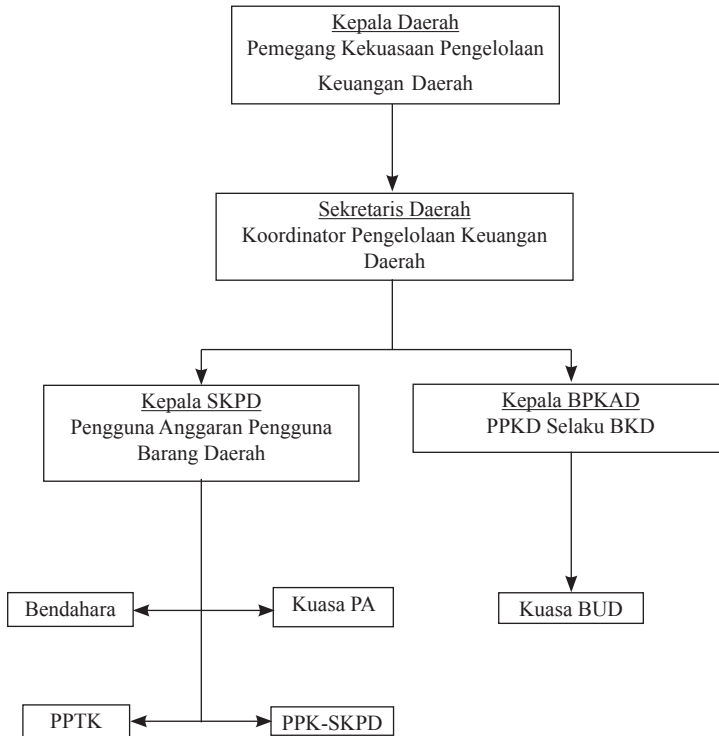 Kepala Daerah
Pemegang Kekuasaan Pengelolaan
Keuangan Daerah
Sekretaris Daerah
Koordinator Pengelolaan Keuangan
Daerah
Kepala SKPD
Pengguna Anggaran Pengguna
Barang Daerah
Kepala BPKAD
PPKD Selaku BKD
Bendahara
Kuasa PA
Kuasa BUD
PPTK
PPK-SKPD